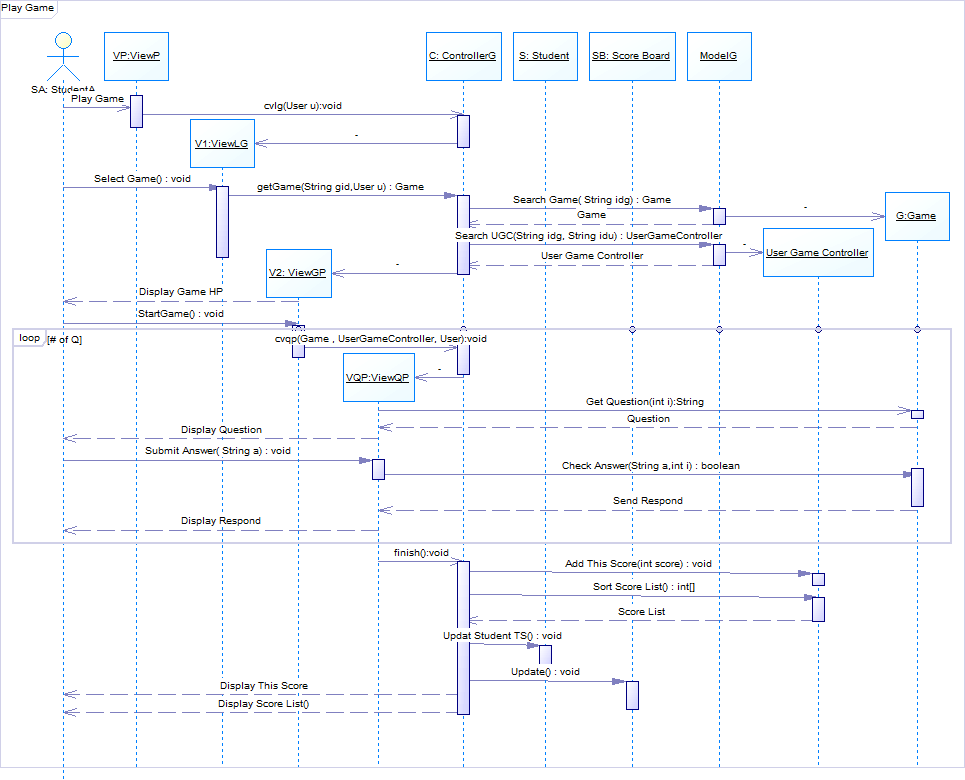 Play Game
VP:ViewP
C: ControllerG
S: Student
SB: Score Board
ModelG
SA: StudentA
Play Game
cvlg(User u):void
-
V1:ViewLG
Select Game() : void
getGame(String gid,User u) : Game
Search Game( String idg) : Game
-
Game
G:Game
Search UGC(String idg, String idu) : UserGameController
-
User Game Controller
User Game Controller
-
V2: ViewGP
Display Game HP
StartGame() : void
loop
[# of Q]
cvqp(Game , UserGameController, User):void
-
VQP:ViewQP
Get Question(int i):String
Question
Display Question
Submit Answer( String a) : void
Check Answer(String a,int i) : boolean
Send Respond
Display Respond
finish():void
Add This Score(int score) : void
Sort Score List() : int[]
Score List
Updat Student TS() : void
Update() : void
Display This Score
Display Score List()